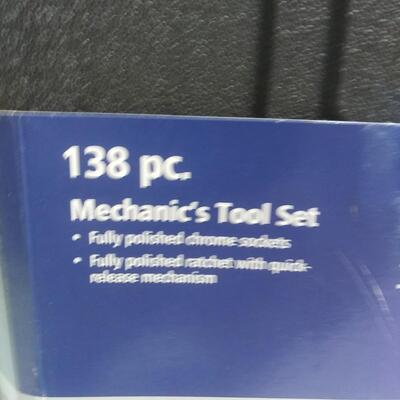 138 pc.
Mechanic's Tool Set
• Fully polished chrome sockets
• Fully polished ratchet with quick-
release mechanism